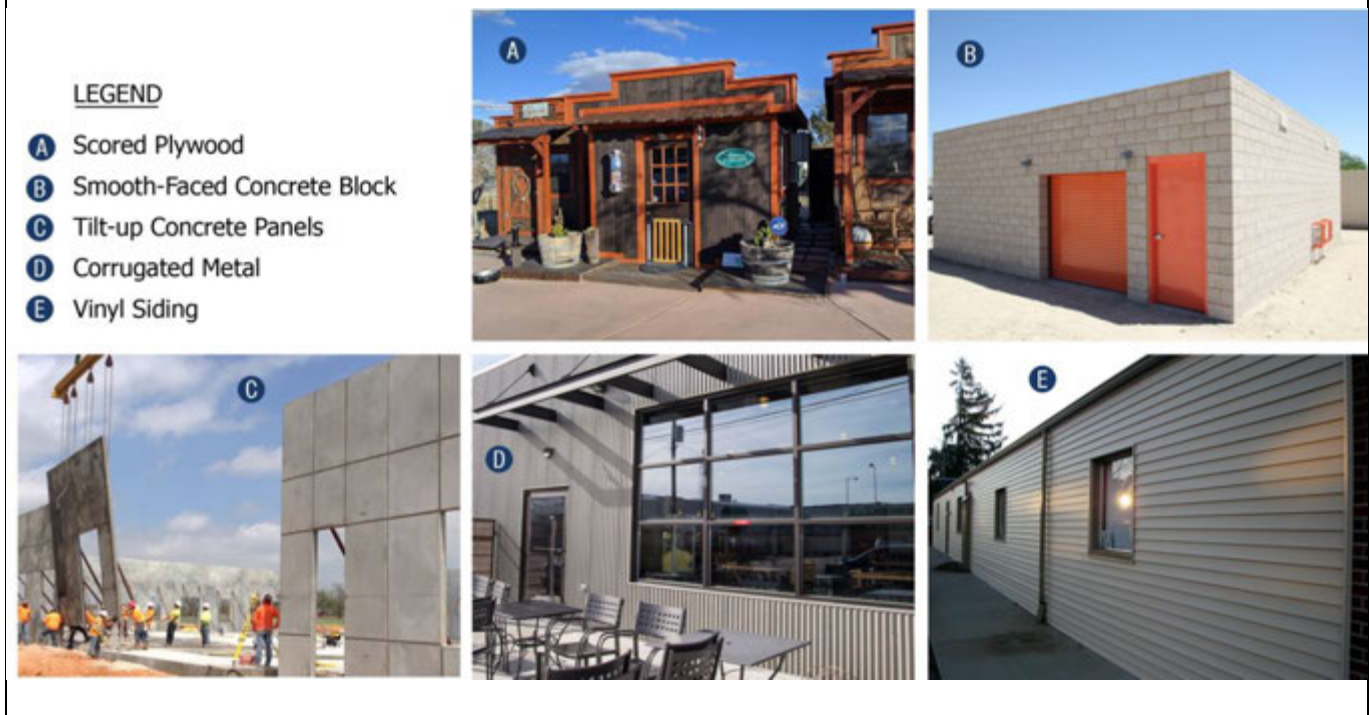 LEGEND
A Scored Plywood
B Smooth-Faced Concrete Block
C Tilt-up Concrete Panels
D Corrugated Metal
E Vinyl Siding
A
B
C
D
E